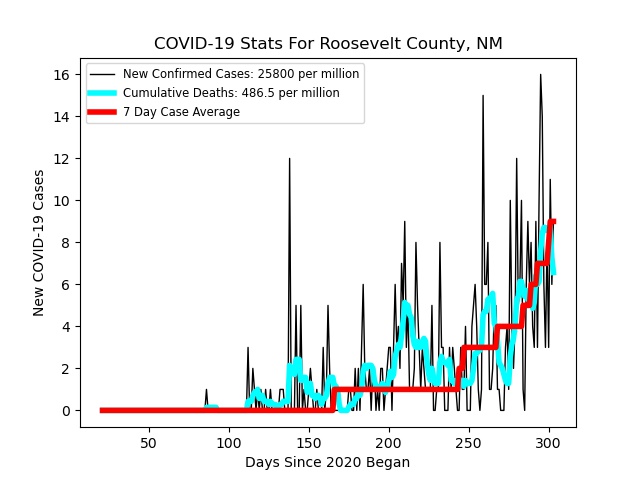 COVID-19 Stats For Roosevelt County, NM
New Confirmed Cases: 25800 per million
Cumulative Deaths: 486.5 per million
7 Day Case Average
New COVID-19 Cases
16
14
12
10
8
6
4
2
0
50 100 150 200 250 300
Days Since 2020 Began